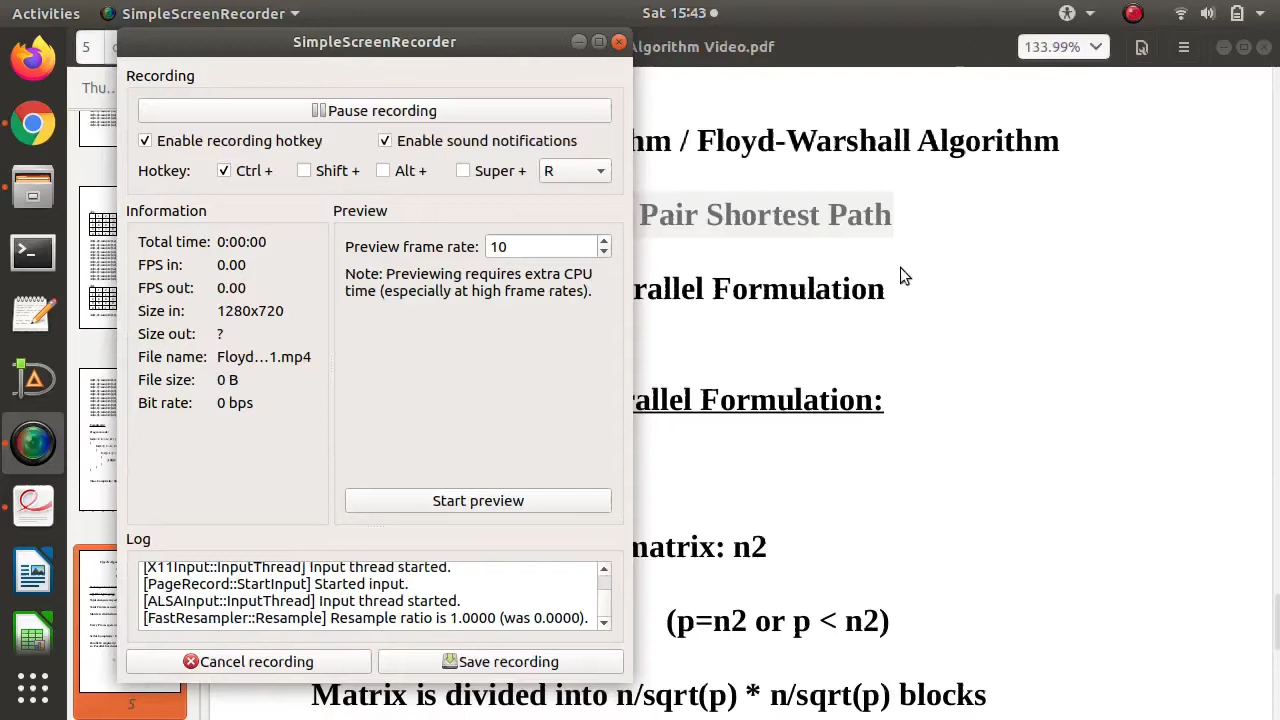 Activities
SimpleScreenRecorder
Sat 15:43
SimpleScreenRecorder
5
Algorithm Video.pdf
133.99%
Thu...
Recording
Pause recording
Enable recording hotkey
Enable sound notifications
Hotkey: Ctrl + Shift + Alt + Super + R
Information
Total time: 0:00:00
FPS in: 0.00
FPS out: 0.00
Size in: 1280x720
Size out: ?
File name: Floyd...1.mp4
File size: 0 B
Bit rate: 0 bps
Preview
Preview frame rate: 10
Note: Previewing requires extra CPU
time (especially at high frame rates).
Start preview
Log
[X11Input::InputThread] Input thread started.
[PageRecord::StartInput] Started input.
[ALSAInput::InputThread] Input thread started.
[FastResampler::Resample] Resample ratio is 1.0000 (was 0.0000).
Cancel recording
Save recording
hm / Floyd-Warshall Algorithm
Pair Shortest Path
rallel Formulation
rallel Formulation:
matrix: n2
(p=n2 or p < n2)
Matrix is divided into n/sqrt(p) * n/sqrt(p) blocks
5